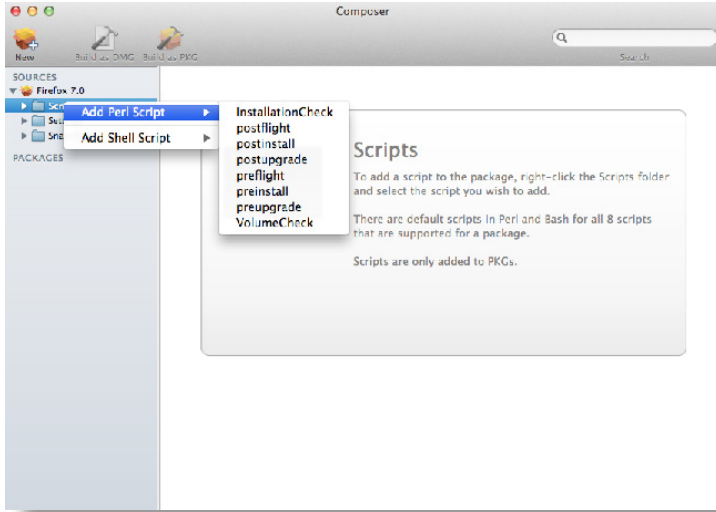 Composer
New
Build as DMG
Build as PKG
Search
SOURCES
Firefox 7.0
Add Perl Script
Add Shell Script
PACKAGES
InstallationCheck
postflight
postinstall
postupgrade
preflight
preinstall
preupgrade
VolumeCheck
Scripts
To add a script to the package, right-click the Scripts folder
and select the script you wish to add.
There are default scripts in Perl and Bash for all 8 scripts
that are supported for a package.
Scripts are only added to PKGs.